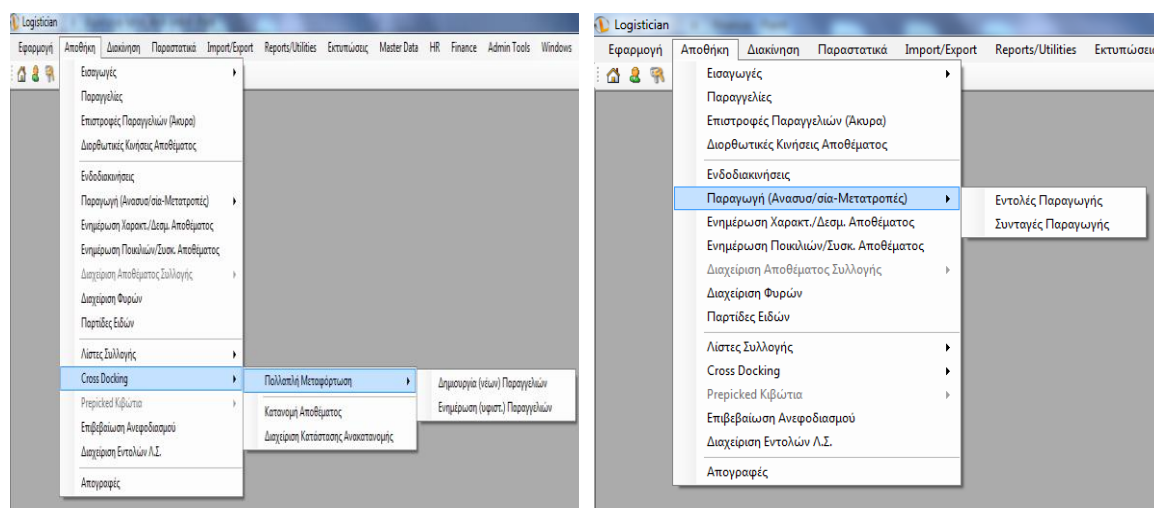 Logistician
Εφαρμογή Αποθήκη Διακίνηση Παραστατικά Import/Export Reports/Utilities Εκτυπώσεις Master Data HR Finance Admin Tools Windows
Εισαγωγές
Παραγγελίες
Επιστροφές Παραγγελιών (Άκυρα)
Διορθωτικές Κινήσεις Αποθέματος
Ενδοδιακινήσεις
Παραγωγή (Ανασυσ/σία-Μετατροπές)
Ενημέρωση Χαρακτ./Δεσμ. Αποθέματος
Ενημέρωση Ποικιλιών/Συσκ. Αποθέματος
Διαχείριση Αποθέματος Συλλογής
Διαχείριση Φυρών
Παρτίδες Ειδών
Λίστες Συλλογής
Cross Docking
Prepicked Κιβώτια
Επιβεβαίωση Ανεφοδιασμού
Διαχείριση Εντολών Λ.Σ.
Απογραφές
Πολλαπλή Μεταφόρτωση
Κατανομή Αποθέματος
Διαχείριση Κατάστασης Ανακατανομής
Δημιουργία (νέων) Παραγγελιών
Ενημέρωση (υφιστ.) Παραγγελιών
Logistician
Εφαρμογή Αποθήκη Διακίνηση Παραστατικά Import/Export Reports/Utilities Εκτυπώσει
Εισαγωγές
Παραγγελίες
Επιστροφές Παραγγελιών (Άκυρα)
Διορθωτικές Κινήσεις Αποθέματος
Ενδοδιακινήσεις
Παραγωγή (Ανασυσ/σία-Μετατροπές)
Ενημέρωση Χαρακτ./Δεσμ. Αποθέματος
Ενημέρωση Ποικιλιών/Συσκ. Αποθέματος
Διαχείριση Αποθέματος Συλλογής
Διαχείριση Φυρών
Παρτίδες Ειδών
Λίστες Συλλογής
Cross Docking
Prepicked Κιβώτια
Επιβεβαίωση Ανεφοδιασμού
Διαχείριση Εντολών Λ.Σ.
Απογραφές
Εντολές Παραγωγής
Συνταγές Παραγωγής